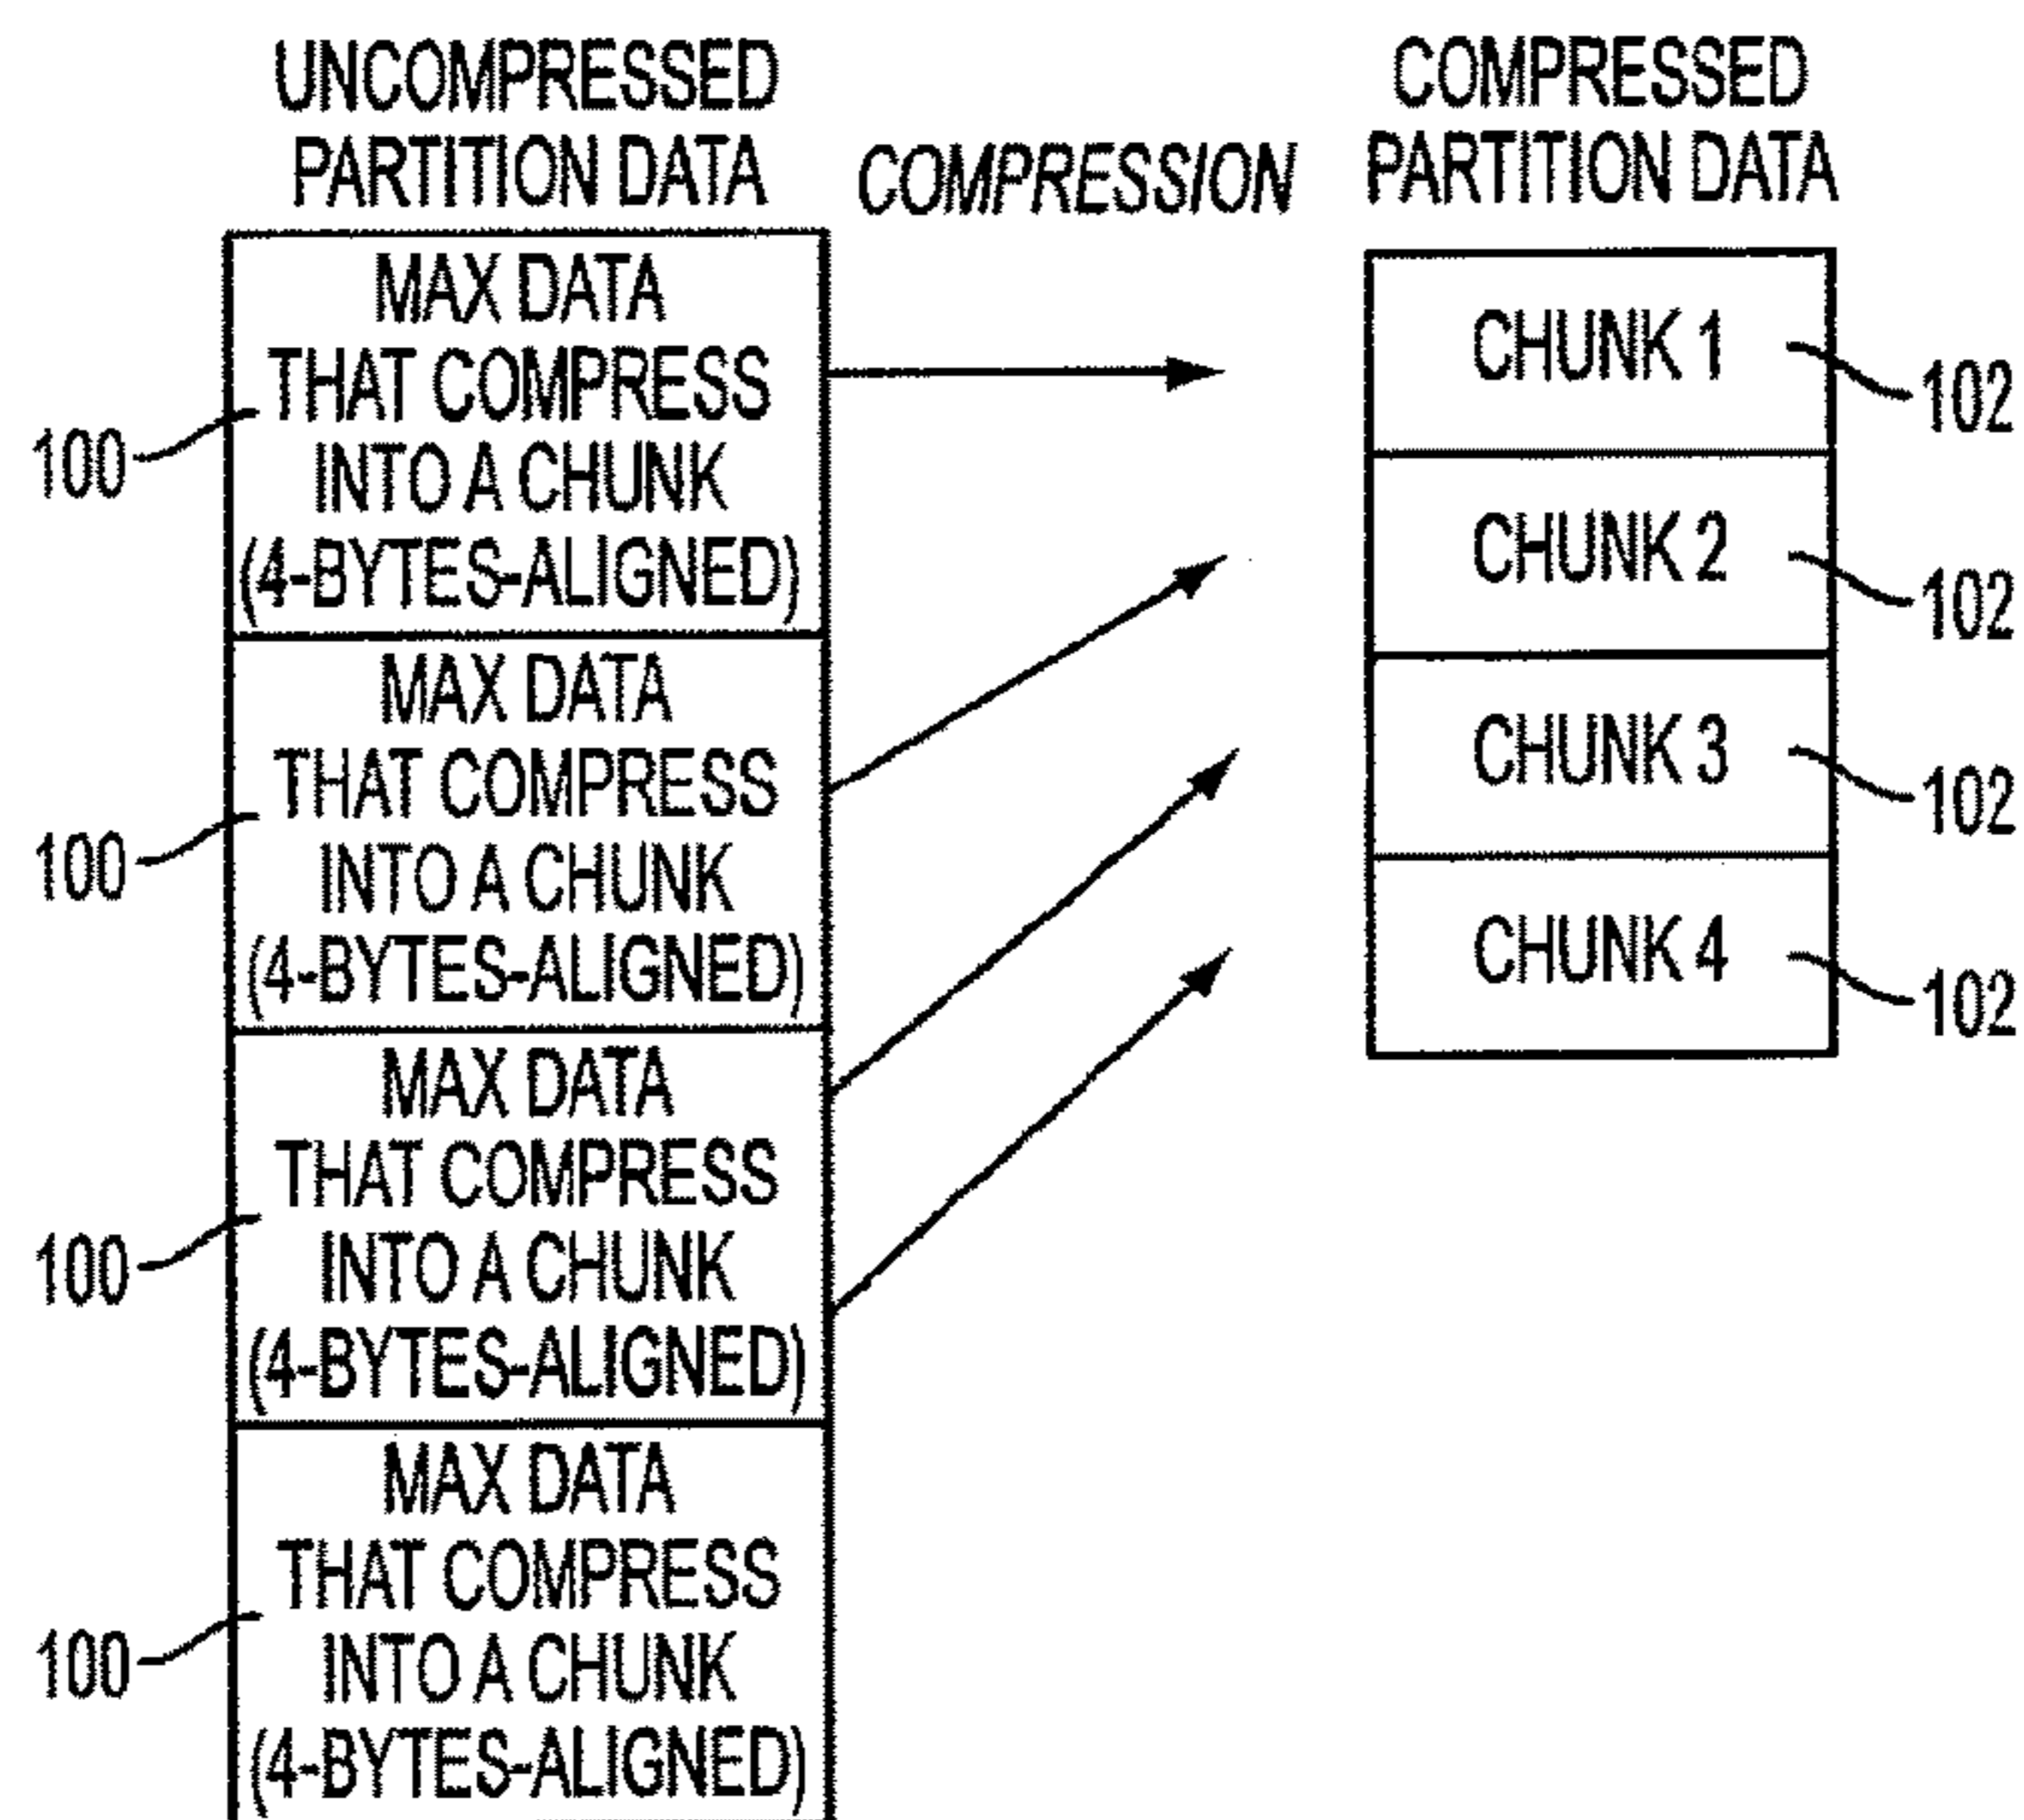 UNCOMPRESSED
PARTITION DATA
COMPRESSION
COMPRESSED
PARTITION DATA
MAX DATA
THAT COMPRESS
INTO A CHUNK
(4-BYTES-ALIGNED)
100
MAX DATA
THAT COMPRESS
INTO A CHUNK
(4-BYTES-ALIGNED)
100
MAX DATA
THAT COMPRESS
INTO A CHUNK
(4-BYTES-ALIGNED)
100
MAX DATA
THAT COMPRESS
INTO A CHUNK
(4-BYTES-ALIGNED)
100
CHUNK 1
102
CHUNK 2
102
CHUNK 3
102
CHUNK 4
102